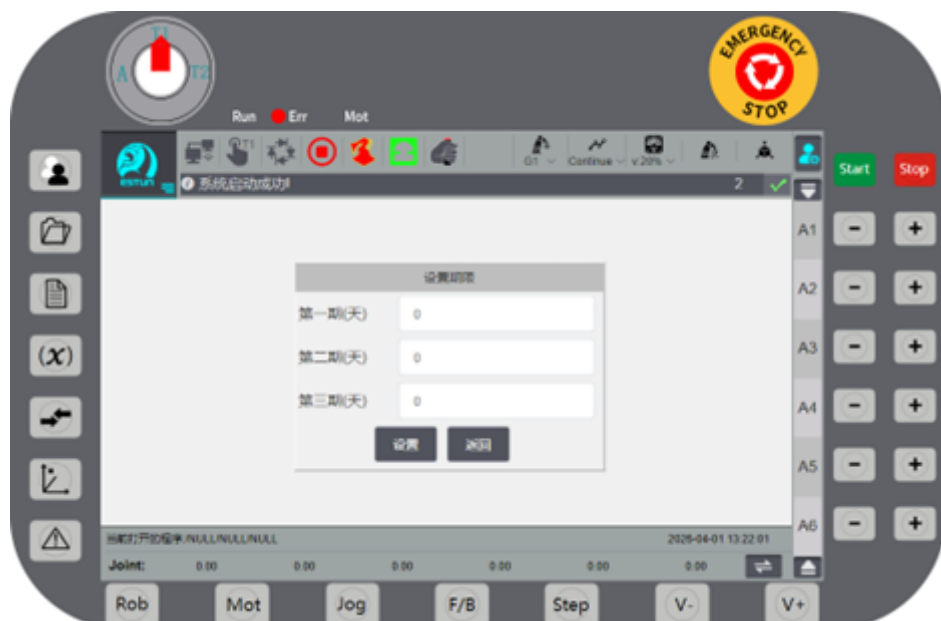 T1
A
T2
EMERGENCY
STOP
Run Err Mot
T1
G1
Continue
v 20%
ESTUN
系统启动成功!
2
Start
Stop
设置期限
第一期(天) 0
第二期(天) 0
第三期(天) 0
设置 返回
A1
A2
A3
A4
A5
A6
(x)
当前打开的程序:/NULL/NULL/NULL
2026-04-01 13:22:01
Joint: 0.00 0.00 0.00 0.00 0.00 0.00
Rob Mot Jog F/B Step V- V+